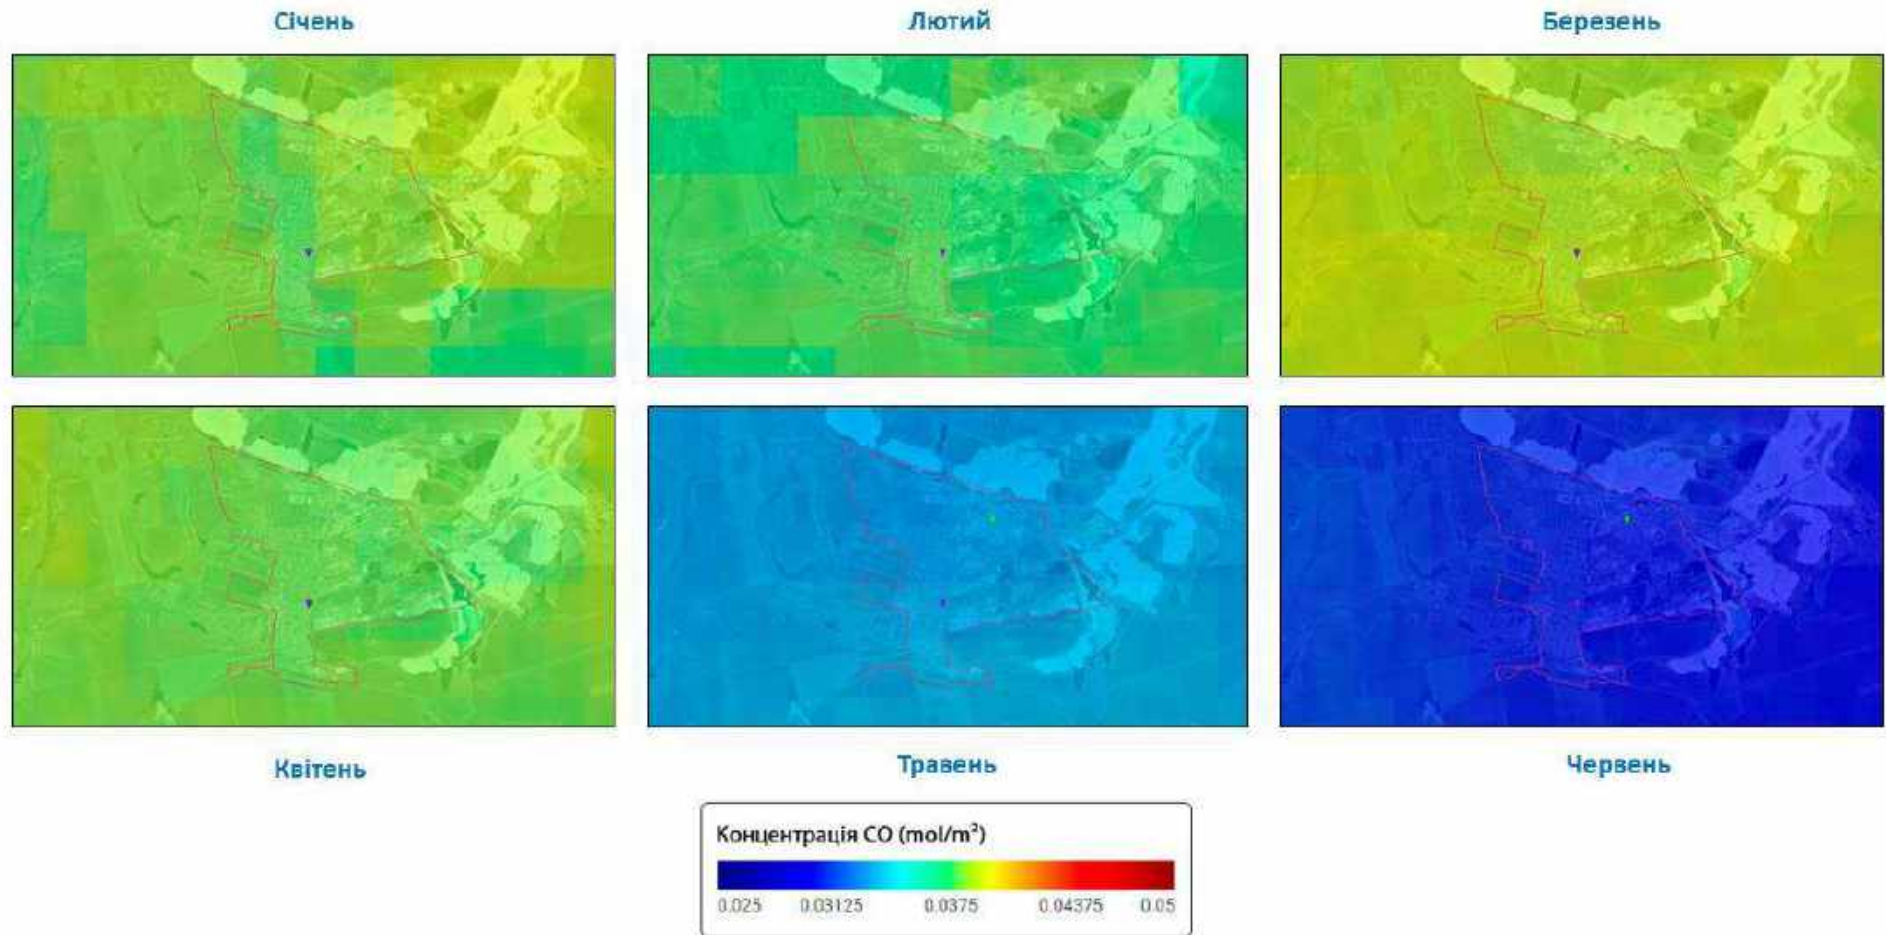 Січень
Лютий
Березень
Квітень
Травень
Червень
Концентрація CO (mol/m²)
0.025 0.03125 0.0375 0.04375 0.05